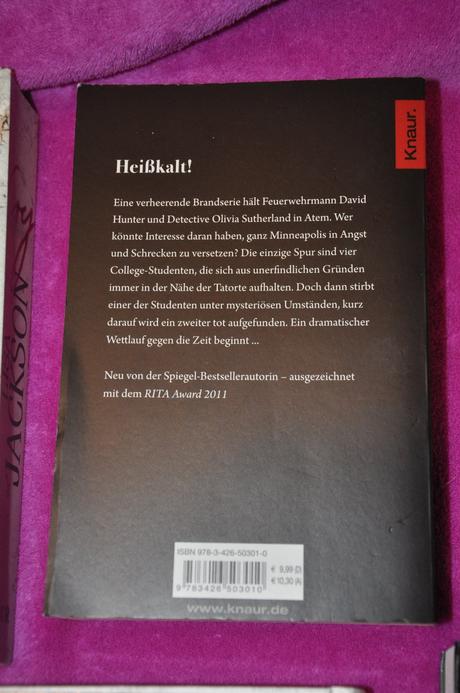 Knaur.
Heißkalt!
Eine verheerende Brandserie hält Feuerwehrmann David
Hunter und Detective Olivia Sutherland in Atem. Wer
könnte Interesse daran haben, ganz Minneapolis in Angst
und Schrecken zu versetzen? Die einzige Spur sind vier
College-Studenten, die sich aus unerfindlichen Gründen
immer in der Nähe der Tatorte aufhalten. Doch dann stirbt
einer der Studenten unter mysteriösen Umständen, kurz
darauf wird ein zweiter tot aufgefunden. Ein dramatischer
Wettlauf gegen die Zeit beginnt ...
Neu von der Spiegel-Bestsellerautorin – ausgezeichnet
mit dem RITA Award 2011
ISBN 978-3-426-50301-0
€ 9,99 (D)
€ 10,30 (A)
9 783426 503010
www.knaur.de
JACKSON